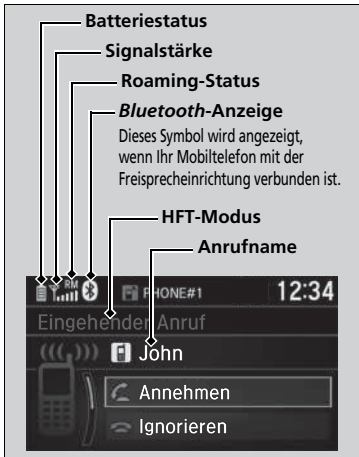 Batteriestatus
Signalstärke
Roaming-Status
Bluetooth-Anzeige
Dieses Symbol wird angezeigt,
wenn Ihr Mobiltelefon mit der
Freisprecheinrichtung verbunden ist.
HFT-Modus
Anrufname
RM PHONE#1 12:34
Eingehender Anruf
John
Annehmen
Ignorieren